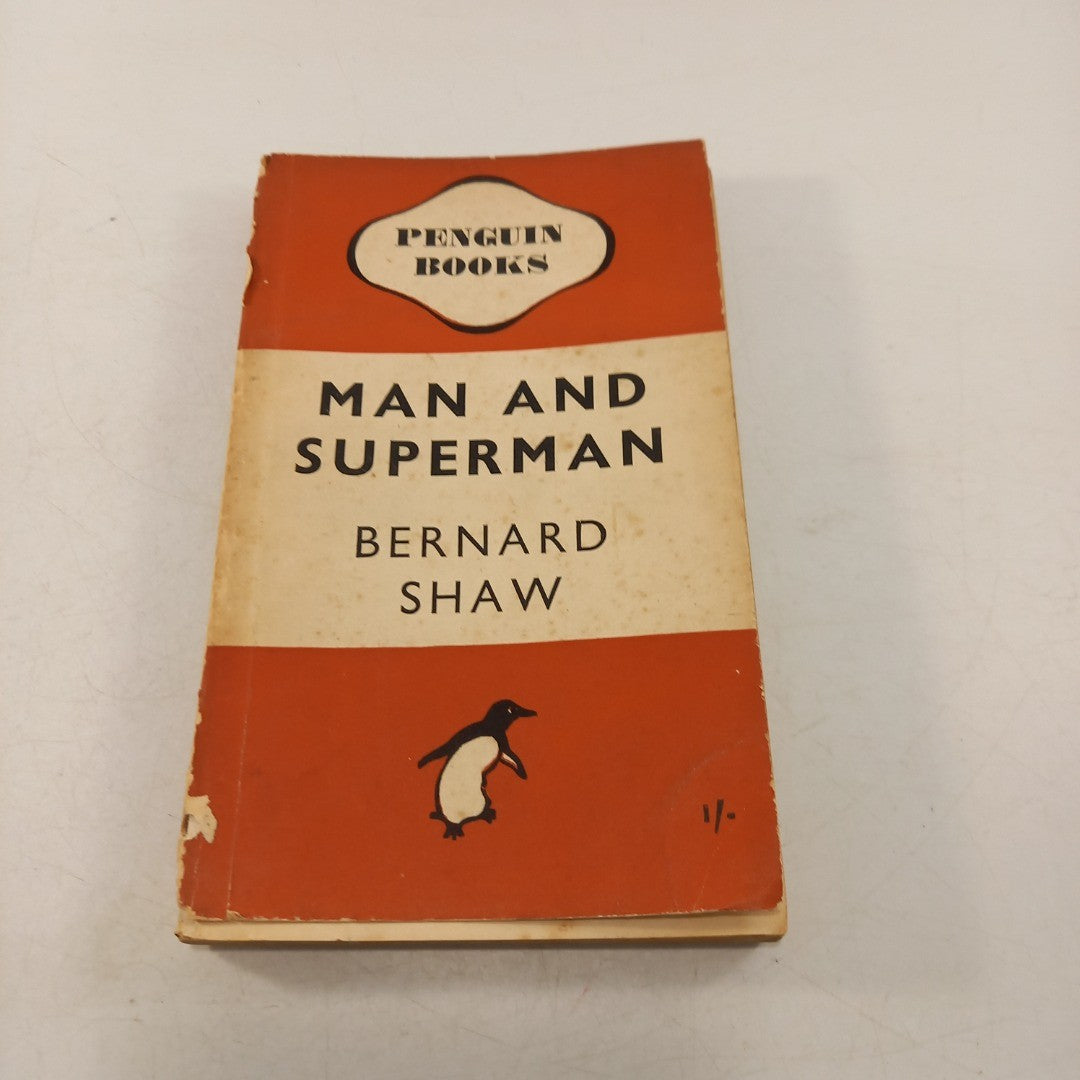 PENGUIN
BOOKS
MAN AND
SUPERMAN
BERNARD
SHAW
1/-